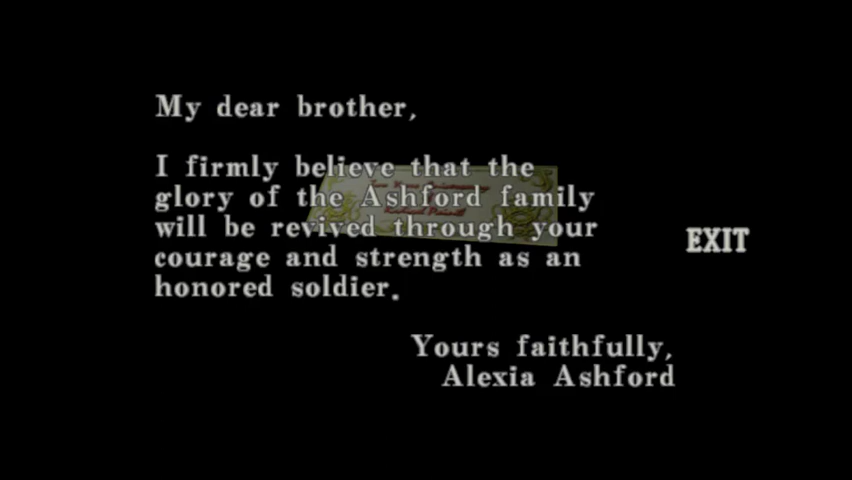 My dear brother,
I firmly believe that the
glory of the Ashford family
will be revived through your
courage and strength as an
honored soldier.
EXIT
Yours faithfully,
Alexia Ashford